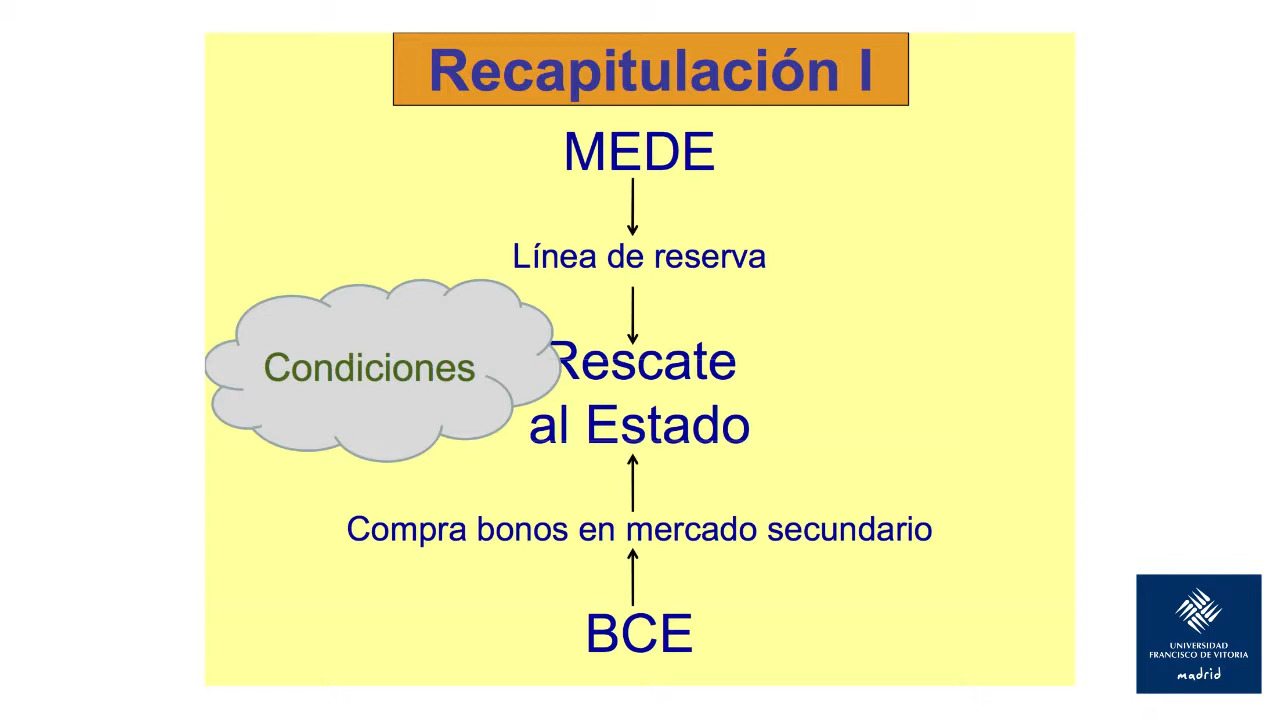 Recapitulación I
MEDE
Línea de reserva
Condiciones
Rescate
al Estado
Compra bonos en mercado secundario
BCE
UNIVERSIDAD
FRANCISCO DE VITORIA
madrid